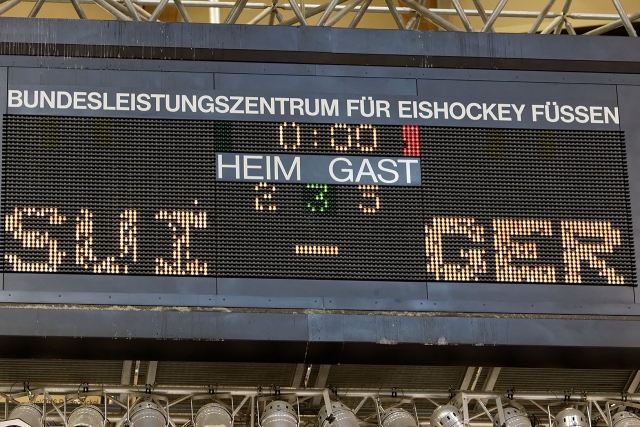 BUNDESLEISTUNGSZENTRUM FÜR EISHOCKEY FÜSSEN
0:00
HEIM GAST
2 3 5
SUI - GER